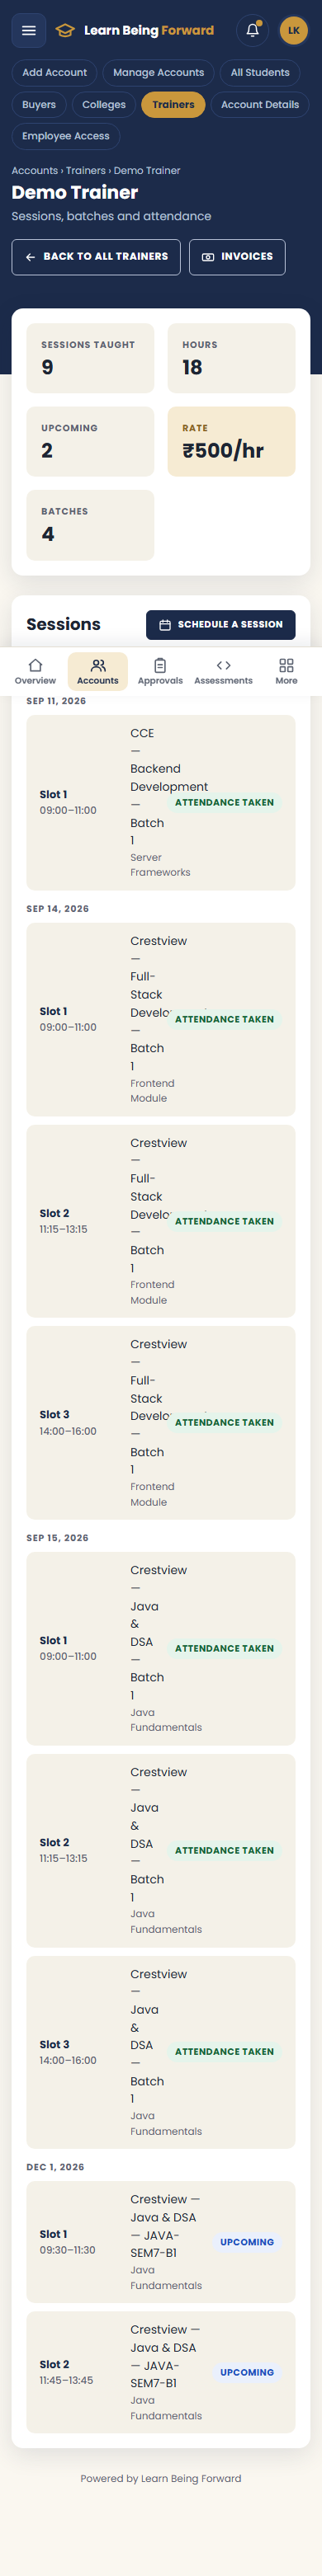 Learn Being Forward
LK
Add Account
Manage Accounts
All Students
Buyers
Colleges
Trainers
Account Details
Employee Access
Accounts › Trainers › Demo Trainer
Demo Trainer
Sessions, batches and attendance
← BACK TO ALL TRAINERS
INVOICES
SESSIONS TAUGHT
9
HOURS
18
UPCOMING
2
RATE
₹500/hr
BATCHES
4
Sessions
SCHEDULE A SESSION
Overview
Accounts
Approvals
Assessments
More
SEP 11, 2026
Slot 1
09:00–11:00
CCE
—
Backend
Development
—
Batch
1
Server
Frameworks
ATTENDANCE TAKEN
SEP 14, 2026
Slot 1
09:00–11:00
Crestview
—
Full-
Stack
—
Batch
1
Frontend
Module
ATTENDANCE TAKEN
Slot 2
11:15–13:15
Crestview
—
Full-
Stack
—
Batch
1
Frontend
Module
ATTENDANCE TAKEN
Slot 3
14:00–16:00
Crestview
—
Full-
Stack
—
Batch
1
Frontend
Module
ATTENDANCE TAKEN
SEP 15, 2026
Slot 1
09:00–11:00
Crestview
—
Java
&
DSA
—
Batch
1
Java
Fundamentals
ATTENDANCE TAKEN
Slot 2
11:15–13:15
Crestview
—
Java
&
DSA
—
Batch
1
Java
Fundamentals
ATTENDANCE TAKEN
Slot 3
14:00–16:00
Crestview
—
Java
&
DSA
—
Batch
1
Java
Fundamentals
ATTENDANCE TAKEN
DEC 1, 2026
Slot 1
09:30–11:30
Crestview —
Java & DSA
— JAVA-
SEM7-B1
Java
Fundamentals
UPCOMING
Slot 2
11:45–13:45
Crestview —
Java & DSA
— JAVA-
SEM7-B1
Java
Fundamentals
UPCOMING
Powered by Learn Being Forward